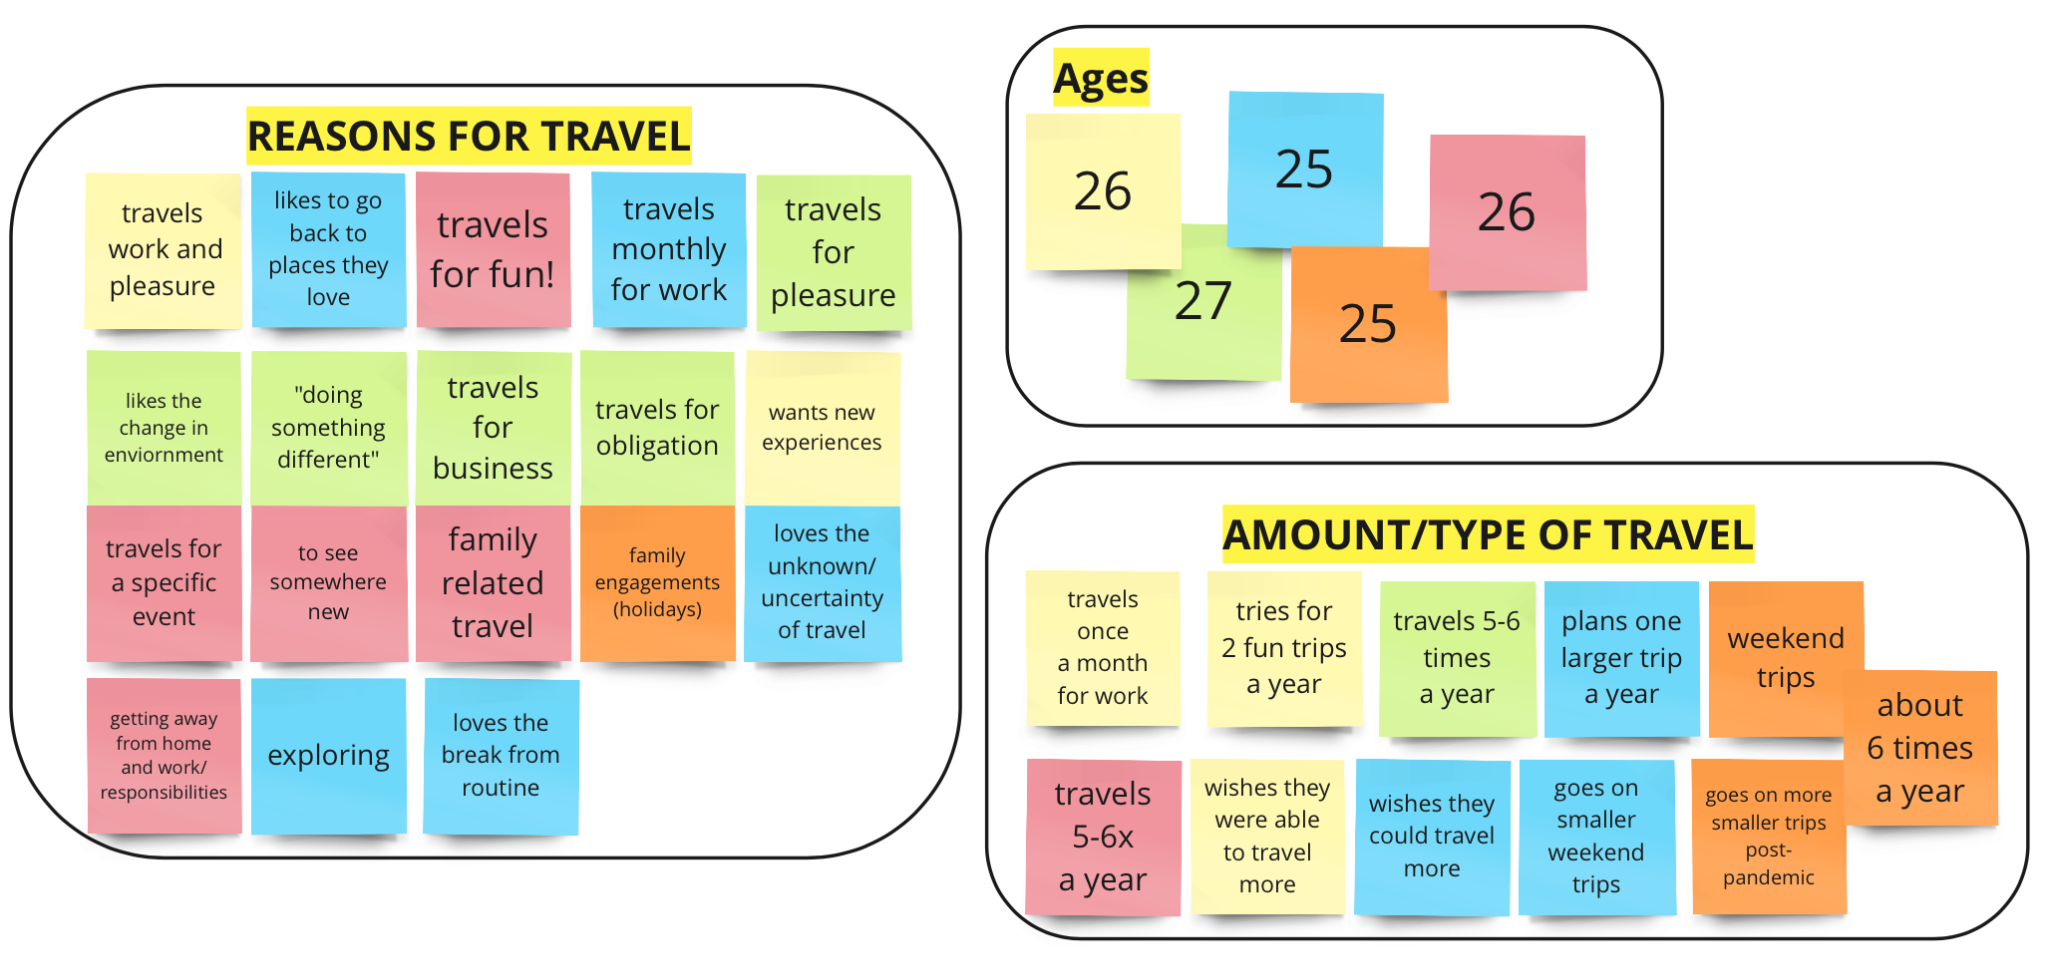 REASONS FOR TRAVEL
travels
work and
pleasure
likes to go
back to
places they
love
travels
for fun!
travels
monthly
for work
travels
for
pleasure
likes the
change in
enviornment
"doing
something
different"
travels
for
business
travels for
obligation
wants new
experiences
travels for
a specific
event
to see
somewhere
new
family
related
travel
family
engagements
(holidays)
loves the
unknown/
uncertainty
of travel
getting away
from home
and work/
responsibilities
exploring
loves the
break from
routine
Ages
26
25
26
27
25
AMOUNT/TYPE OF TRAVEL
travels
once
a month
for work
tries for
2 fun trips
a year
travels 5-6
times
a year
plans one
larger trip
a year
weekend
trips
about
6 times
a year
travels
5-6x
a year
wishes they
were able
to travel
more
wishes they
could travel
more
goes on
smaller
weekend
trips
goes on more
smaller trips
post-
pandemic